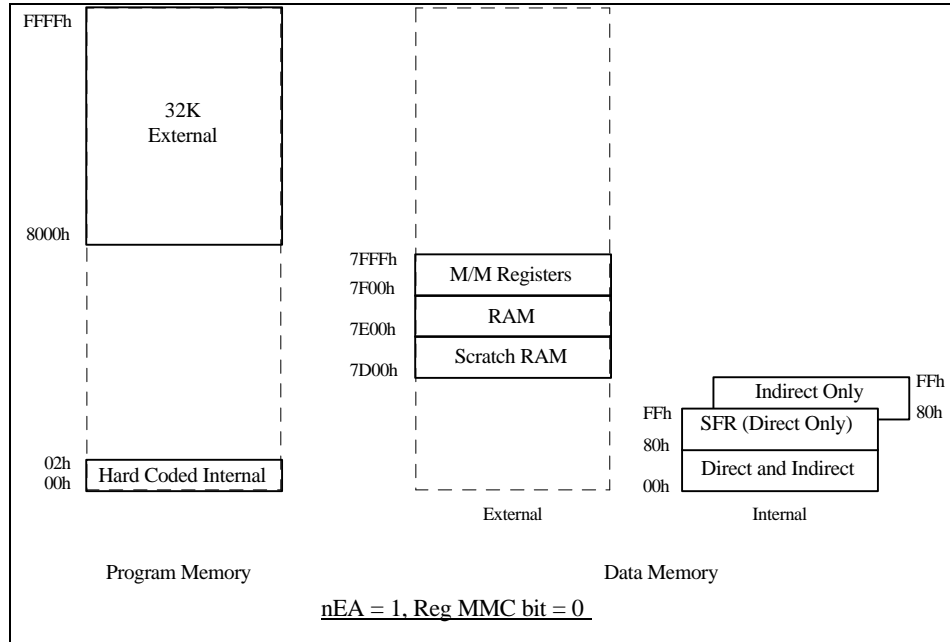 FFFFh
32K
External
8000h
02h
00h
Hard Coded Internal
7FFFh
M/M Registers
7F00h
RAM
7E00h
Scratch RAM
7D00h
FFh
Indirect Only
80h
FFh
SFR (Direct Only)
80h
Direct and Indirect
00h
External
Internal
Program Memory
Data Memory
nEA = 1, Reg MMC bit = 0